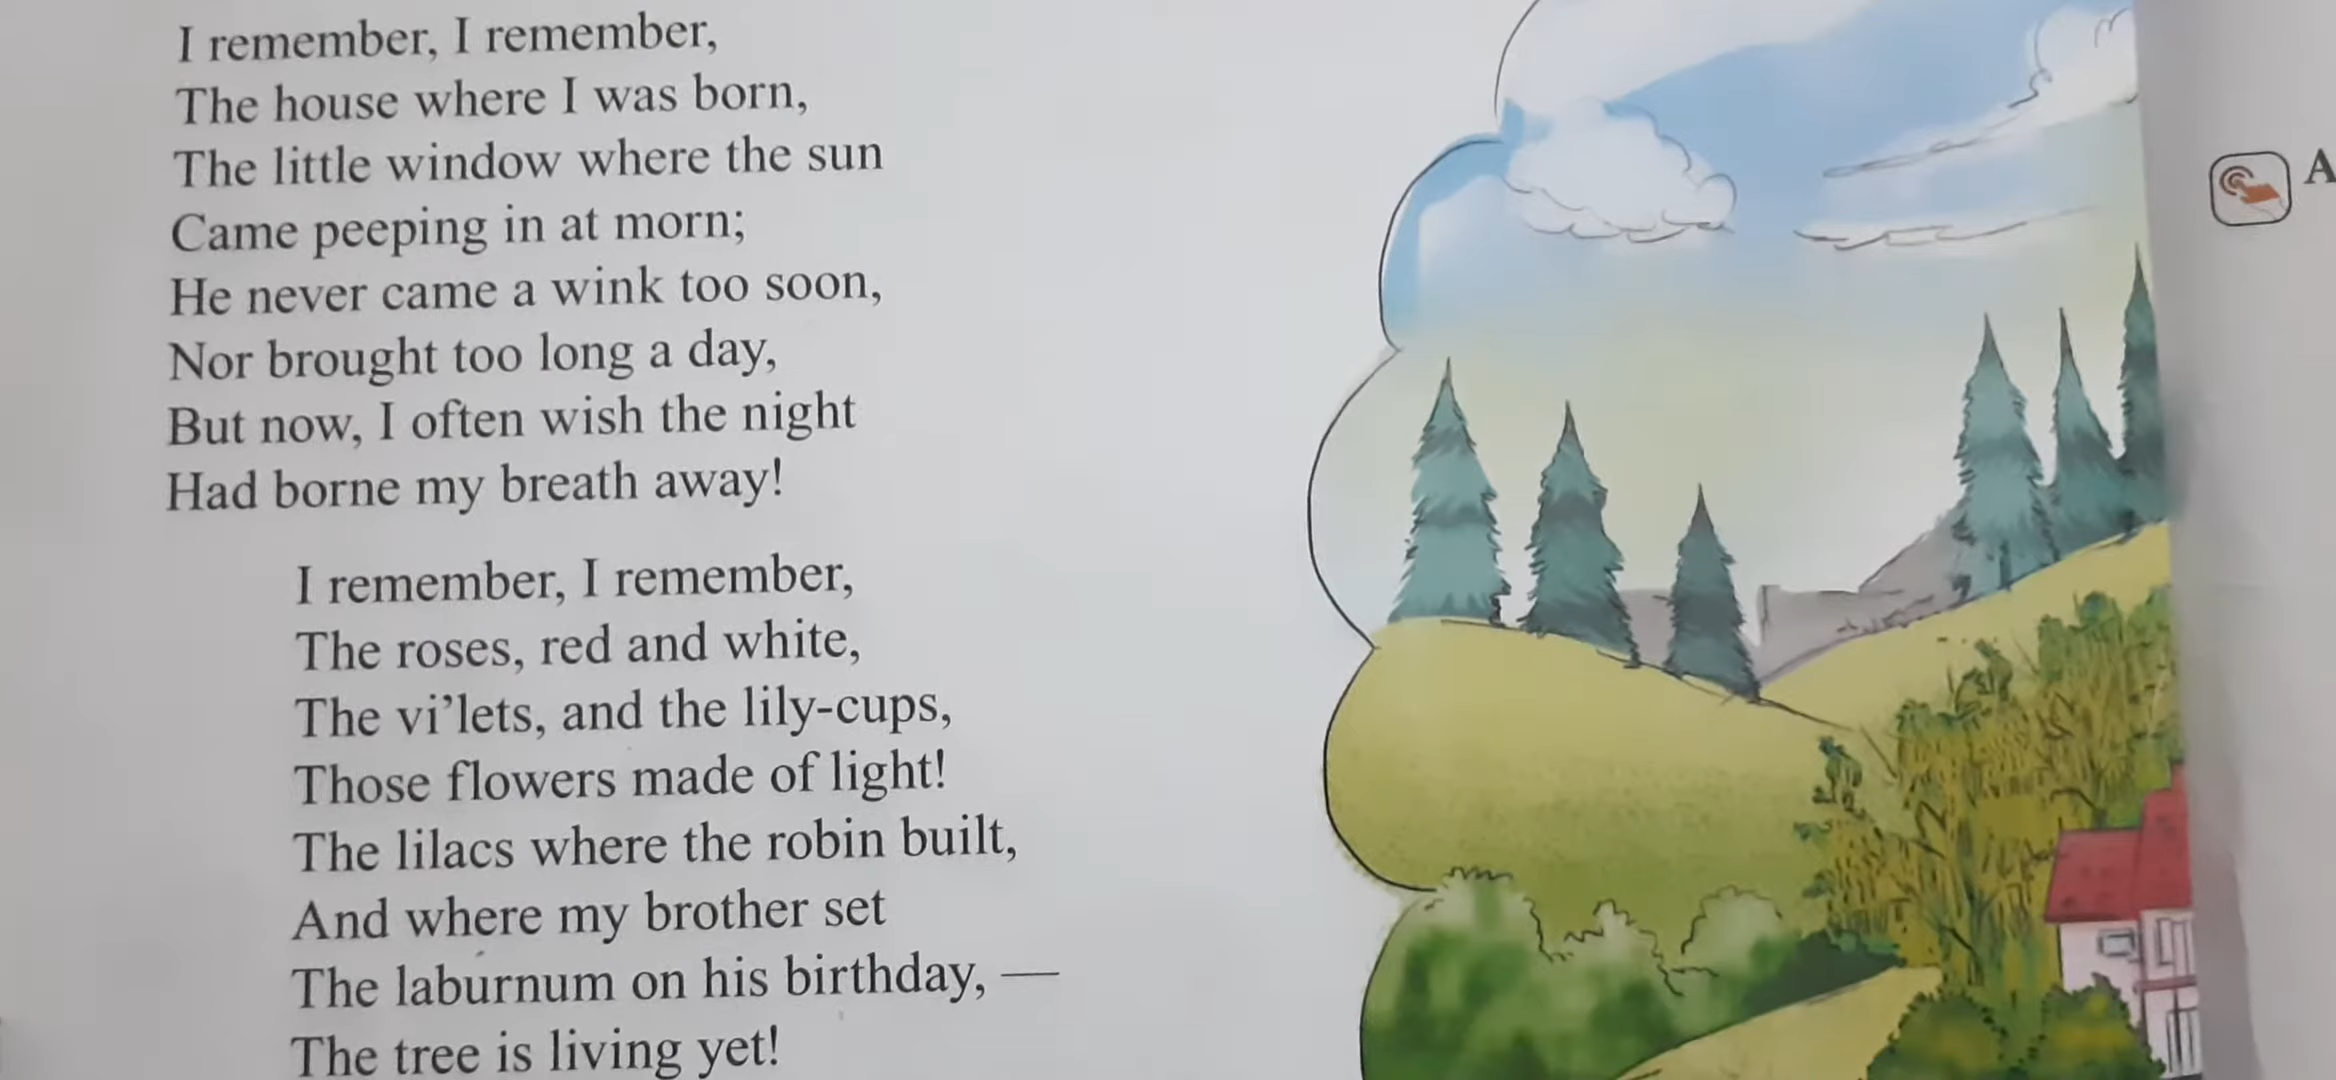 I remember, I remember,
The house where I was born,
The little window where the sun
Came peeping in at morn;
He never came a wink too soon,
Nor brought too long a day,
But now, I often wish the night
Had borne my breath away!
I remember, I remember,
The roses, red and white,
The vi’lets, and the lily-cups,
Those flowers made of light!
The lilacs where the robin built,
And where my brother set
The laburnum on his birthday, —
The tree is living yet!
A